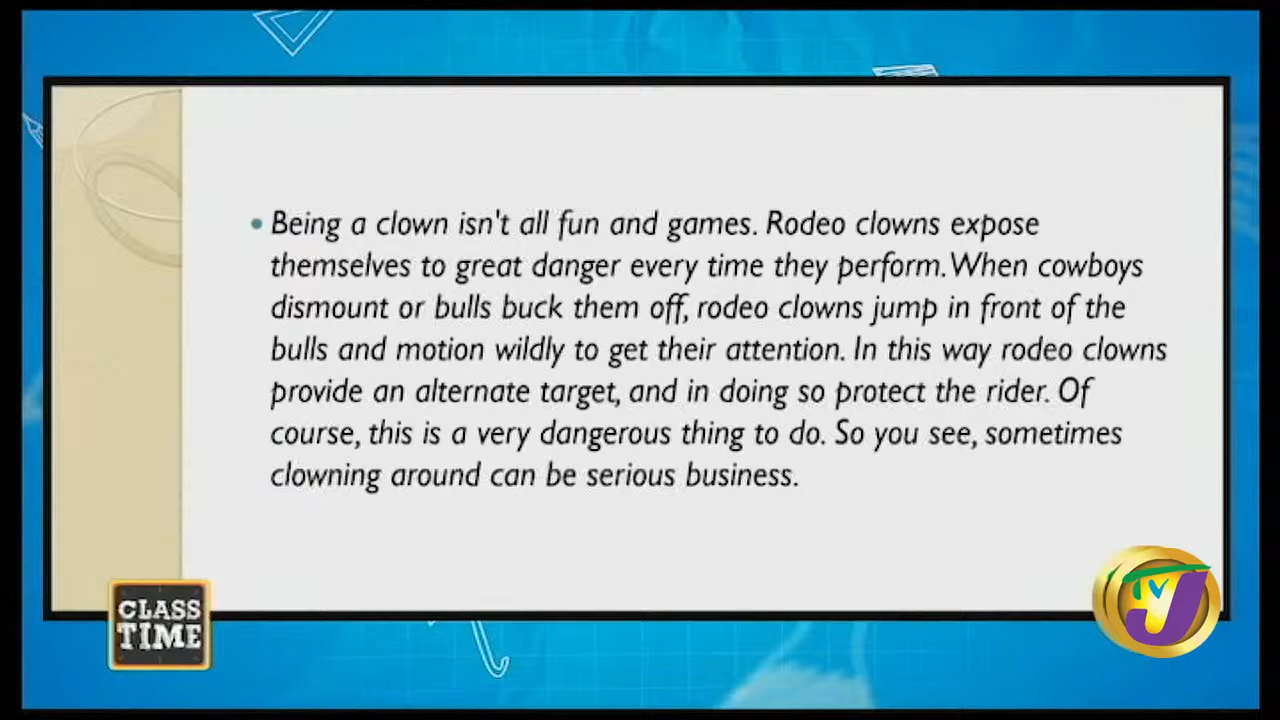 • Being a clown isn't all fun and games. Rodeo clowns expose
themselves to great danger every time they perform. When cowboys
dismount or bulls buck them off, rodeo clowns jump in front of the
bulls and motion wildly to get their attention. In this way rodeo clowns
provide an alternate target, and in doing so protect the rider. Of
course, this is a very dangerous thing to do. So you see, sometimes
clowning around can be serious business.
CLASS
TIME
TVJ